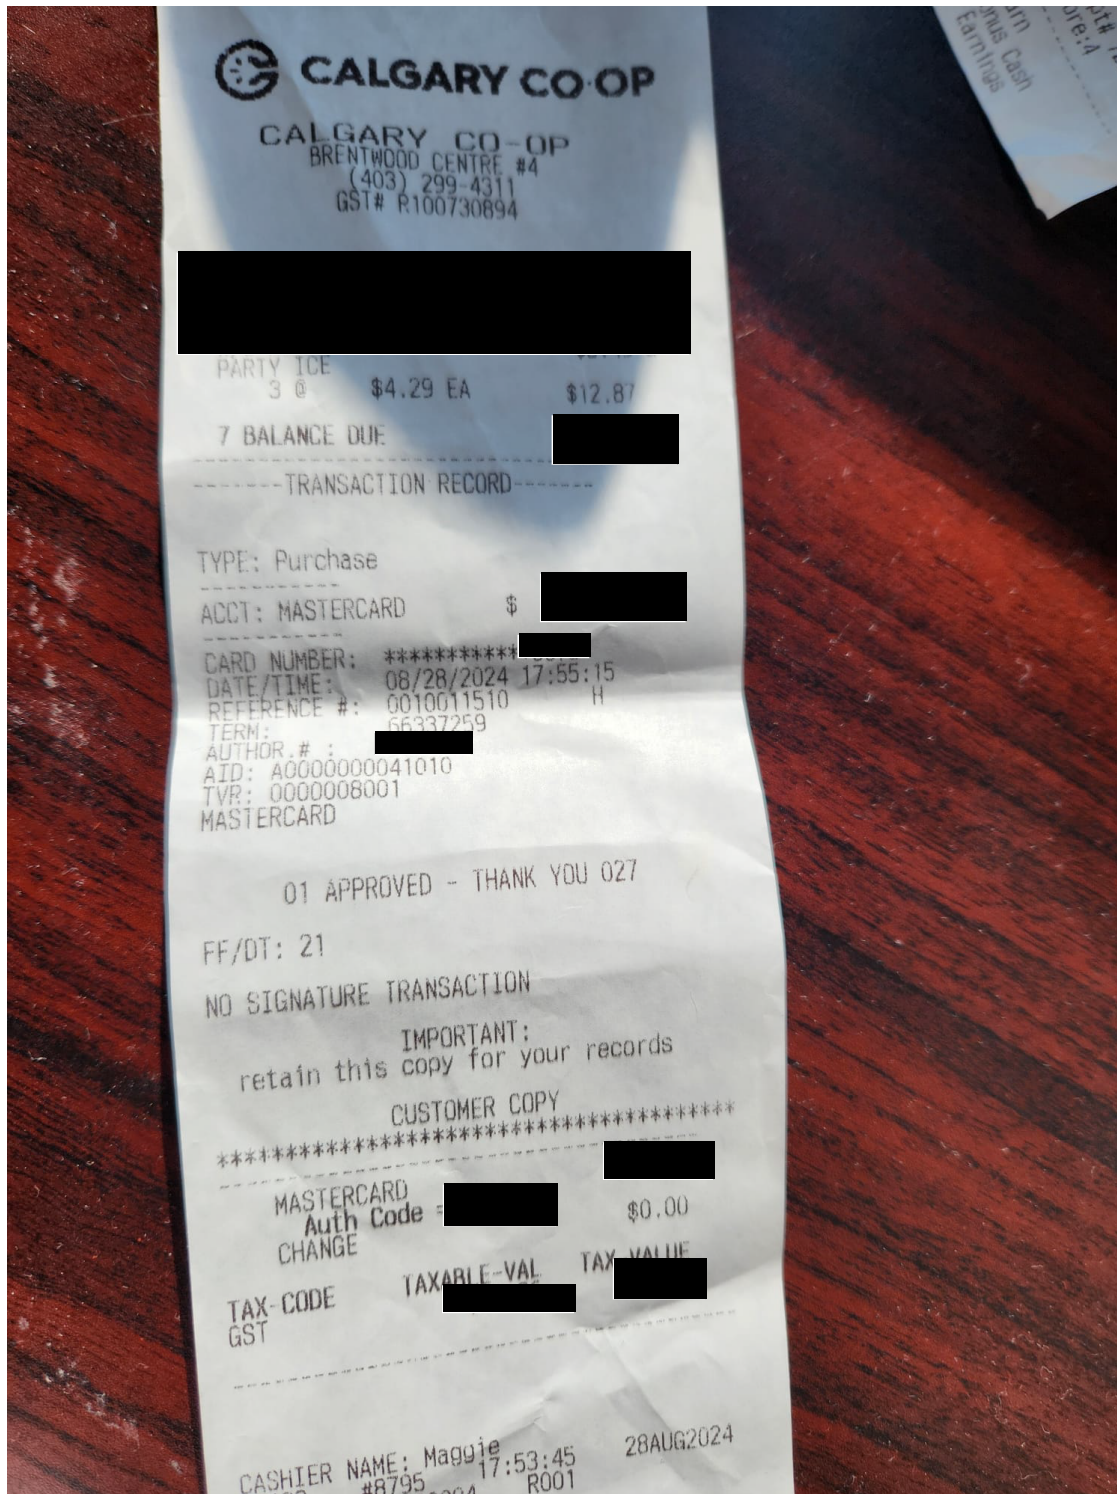 CALGARY CO-OP
CALGARY CO-OP
BRENTWOOD CENTRE #4
(403) 299-4311
GST# R100730894
PARTY ICE
3 @ $4.29 EA $12.87
7 BALANCE DUE
-------TRANSACTION RECORD-------
TYPE: Purchase
ACCT: MASTERCARD $
CARD NUMBER: ***********
DATE/TIME: 08/28/2024 17:55:15
REFERENCE #: 0010011510 H
TERM: 66337259
AUTHOR.# :
AID: A0000000041010
TVR: 0000008001
MASTERCARD
01 APPROVED - THANK YOU 027
FF/DT: 21
NO SIGNATURE TRANSACTION
IMPORTANT:
retain this copy for your records
CUSTOMER COPY
****************************************
MASTERCARD
Auth Code =
CHANGE $0.00
TAX-CODE TAXABLE-VAL TAX-VALUE
GST
CASHIER NAME: Maggie
#8795 17:53:45 28AUG2024
R001
Earnings
Cash